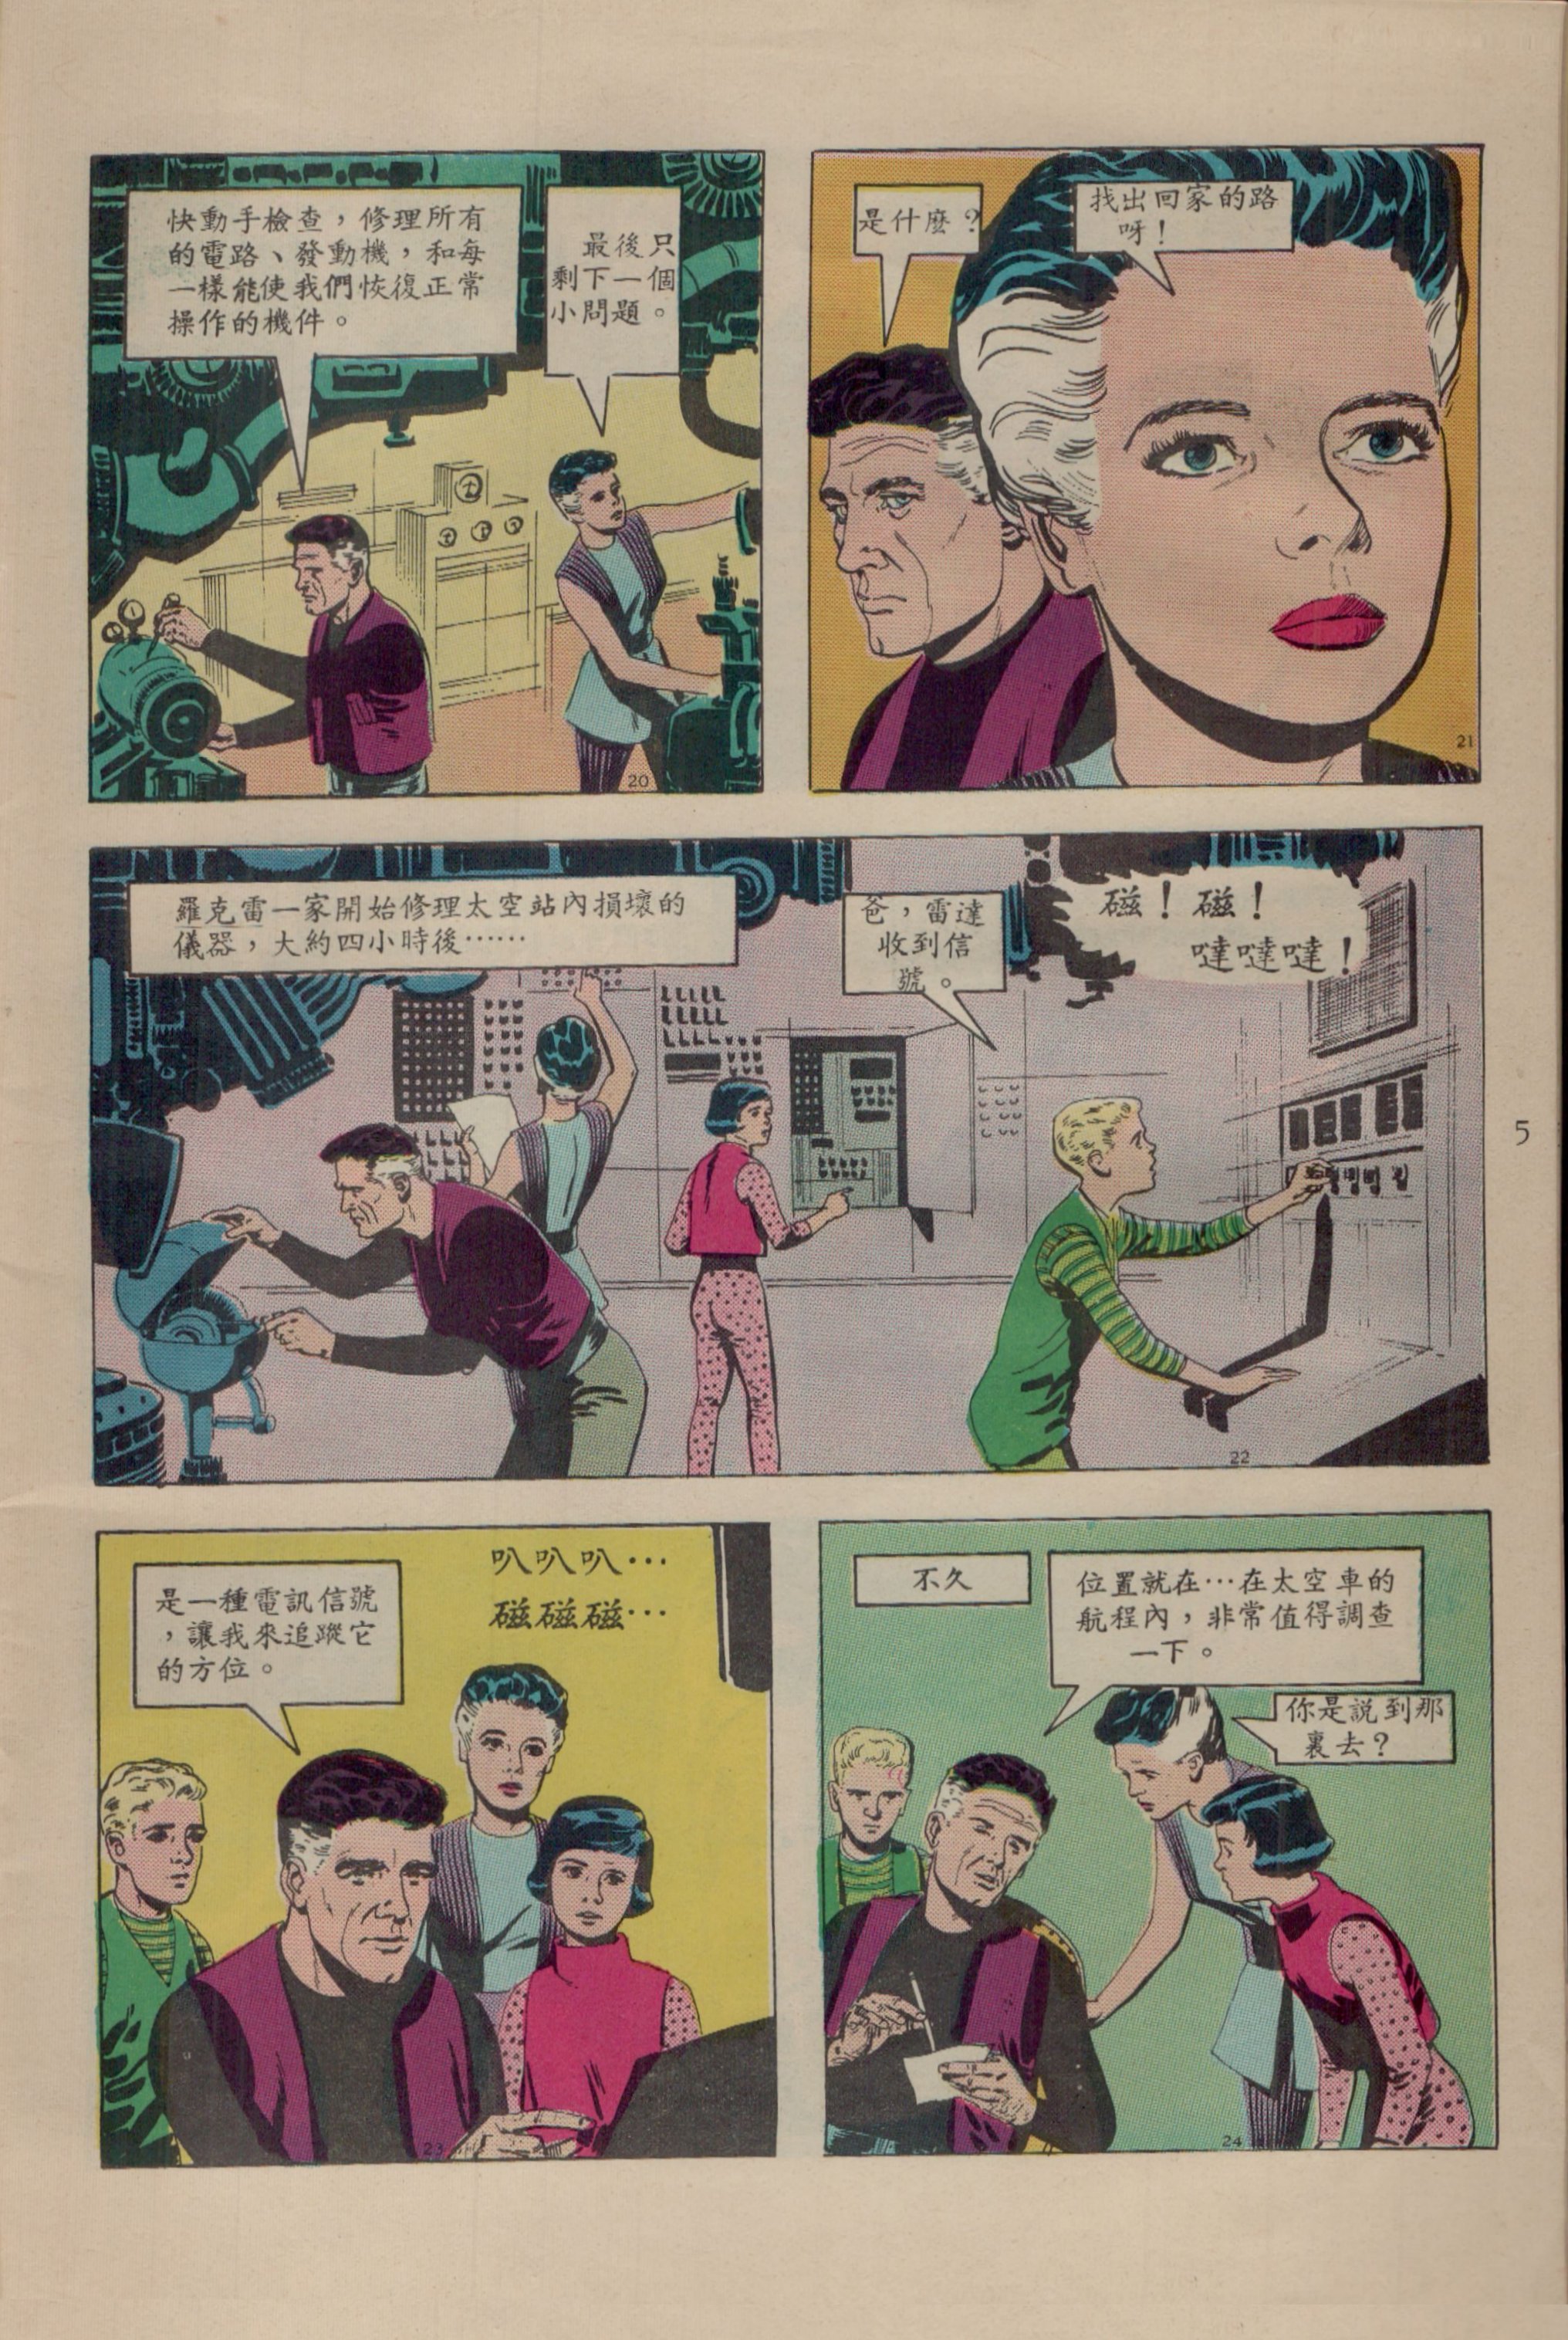 快動手檢查，修理所有
的電路、發動機，和每
一樣能使我們恢復正常
操作的機件。
最後只
剩下一個
小問題。
20
是什麼？
找出回家的路
呀！
21
羅克雷一家開始修理太空站內損壞的
儀器，大約四小時後……
爸，雷達
收到信
號。
磁！磁！
噠噠噠！
22
5
是一種電訊信號
，讓我來追蹤它
的方位。
叭叭叭…
磁磁磁…
23
不久
位置就在…在太空車的
航程內，非常值得調查
一下。
你是説到那
裏去？
24